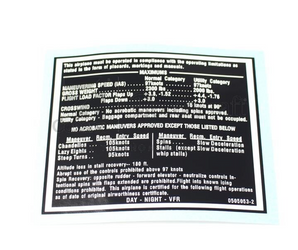 This airplane must be operated in compliance with the operating limitations as
stated in the form of placards, markings and manuals.
MAXIMUMS
Normal Category Utility Category
MANEUVERING SPEED (IAS) 97knots 97knots
GROSS WEIGHT 2300 lbs 2000 lbs
FLIGHT LOAD FACTOR Flaps Up +3.8, -1.52 +4.4, -1.76
Flaps Down +3.0
CROSSWIND 15 knots at 90°
Normal Category - No acrobatic maneuvers including spins approved.
Utility Category - Baggage compartment and rear seat must not be
occupied.
NO ACROBATIC MANEUVERS APPROVED EXCEPT THOSE LISTED BELOW
Maneuver Room Entry Speed Maneuver Room Entry Speed
Chandelles 105knots Spins Slow Deceleration
Lazy Eights 105knots Stalls (except Slow Deceleration
Steep Turns 95knots whip stalls)
Altitude loss in stall recovery-- 180 ft.
Abrupt use of the controls prohibited above 97 knots
Spin Recovery: opposite rudder - forward elevator - neutralize controls
Intentional spins with flaps extended are prohibited. Flight into known icing
conditions prohibited. This airplane is certified for the following flight operations
as of date of original airworthiness certificate.
DAY - NIGHT - VFR
0505053-2